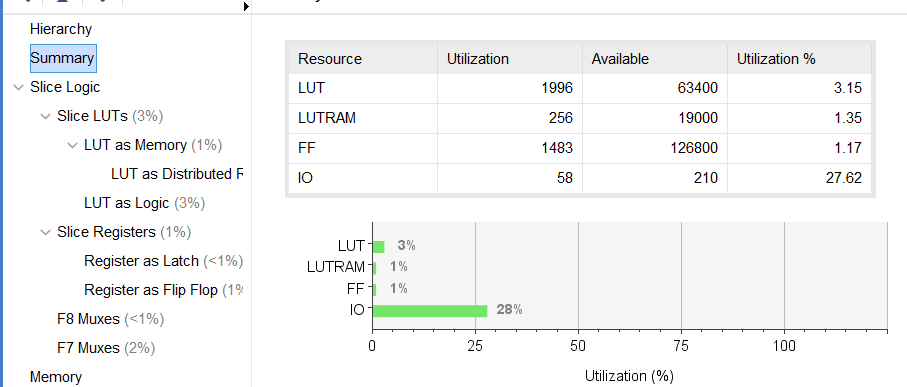 Hierarchy
Summary
Slice Logic
Slice LUTs (3%)
LUT as Memory (1%)
LUT as Distributed R
LUT as Logic (3%)
Slice Registers (1%)
Register as Latch (<1%)
Register as Flip Flop (1%
F8 Muxes (<1%)
F7 Muxes (2%)
Memory
Resource Utilization Available Utilization %
LUT 1996 63400 3.15
LUTRAM 256 19000 1.35
FF 1483 126800 1.17
IO 58 210 27.62
LUT 3%
LUTRAM 1%
FF 1%
IO 28%
0 25 50 75 100
Utilization (%)